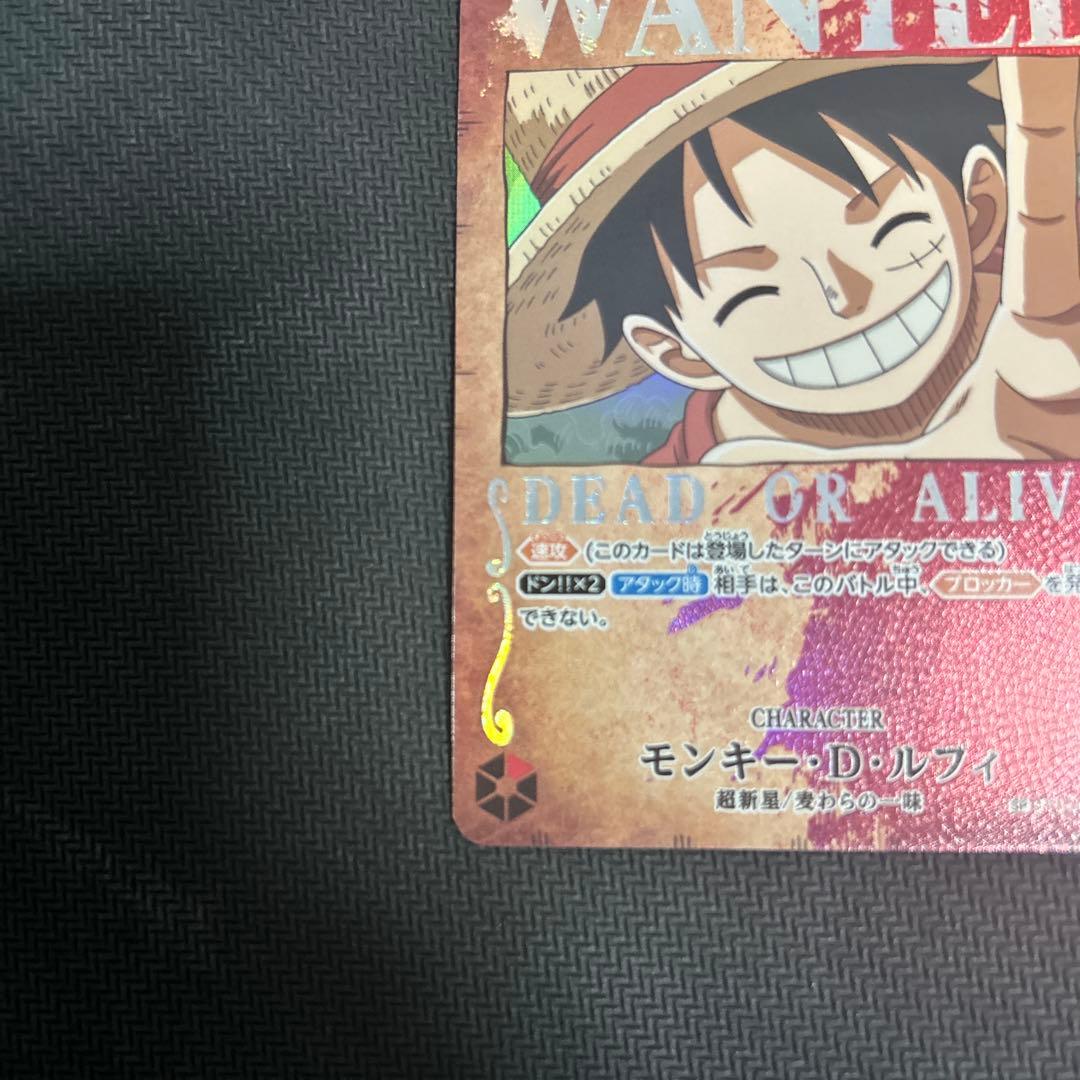 WANTED
DEAD OR ALIV
速攻 (このカードは登場したターンにアタックできる)
ドン!!×2 アタック時 相手は、このバトル中、ブロッカー を発
できない。
CHARACTER
モンキー・D・ルフィ
超新星/麦わらの一味
SP